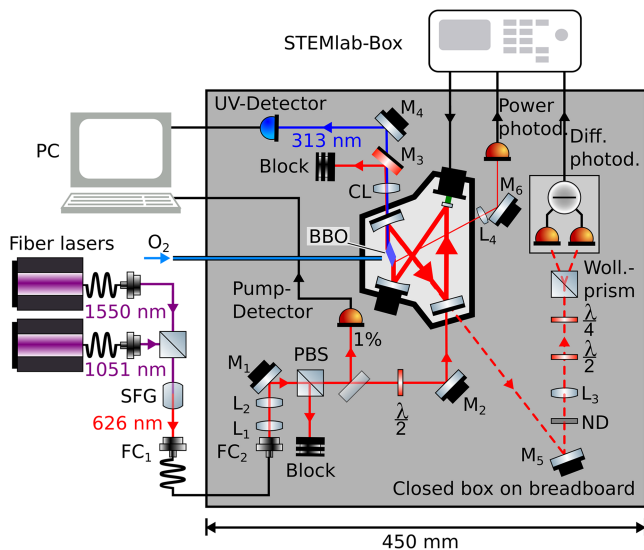 STEMlab-Box
UV-Detector
M4
Power
photod.
Diff.
photod.
313 nm
M3
PC
Block
CL
M6
L4
BBO
Fiber lasers
O2
Woll.-
prism
1550 nm
Pump-
Detector
1%
λ
4
1051 nm
PBS
M1
λ
2
SFG
L2
λ
2
M2
L3
626 nm
L1
ND
FC1
FC2
Block
M5
Closed box on breadboard
450 mm